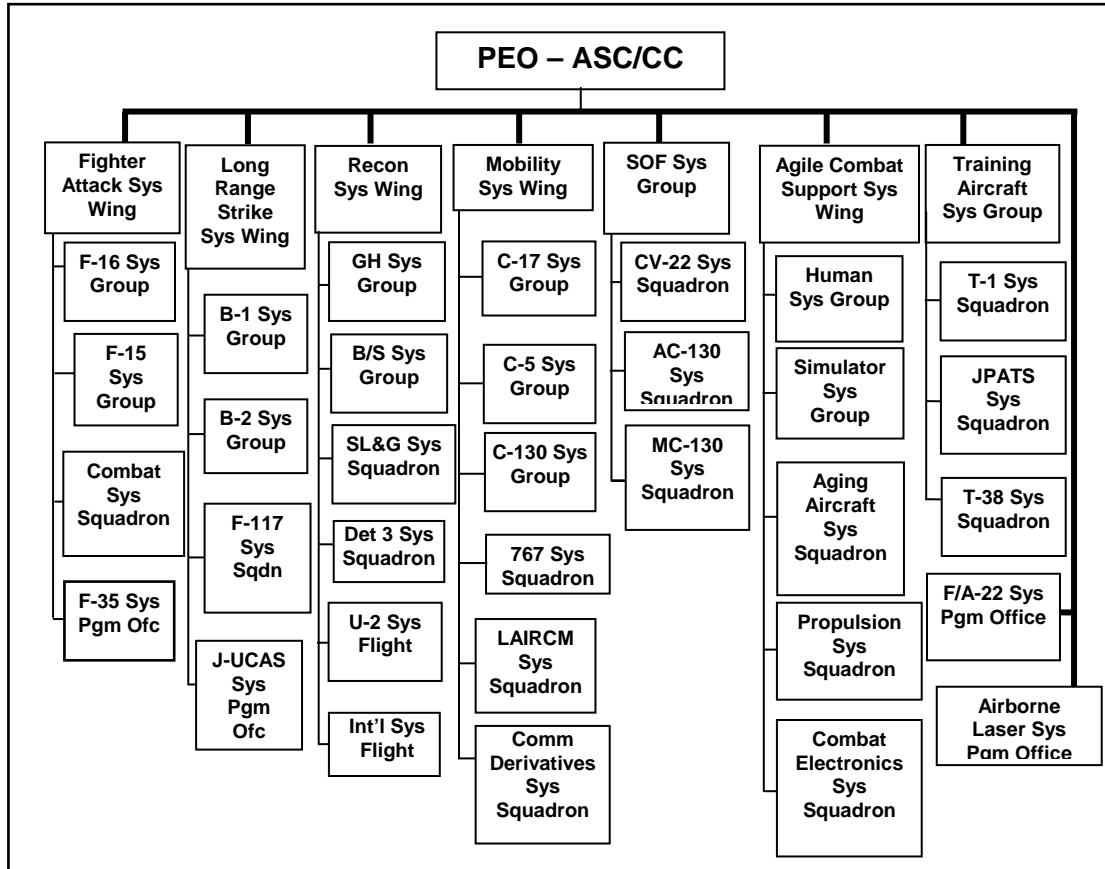 PEO – ASC/CC
Fighter
Attack Sys
Wing
F-16 Sys
Group
F-15
Sys
Group
Combat
Sys
Squadron
F-35 Sys
Pgm Ofc
Long
Range
Strike
Sys Wing
B-1 Sys
Group
B-2 Sys
Group
F-117
Sys
Sqdn
J-UCAS
Sys
Pgm
Ofc
Recon
Sys Wing
GH Sys
Group
B/S Sys
Group
SL&G Sys
Squadron
Det 3 Sys
Squadron
U-2 Sys
Flight
Int’l Sys
Flight
Mobility
Sys Wing
C-17 Sys
Group
C-5 Sys
Group
C-130 Sys
Group
767 Sys
Squadron
LAIRCM
Sys
Squadron
Comm
Derivatives
Sys
Squadron
SOF Sys
Group
CV-22 Sys
Squadron
AC-130
Sys
Squadron
MC-130
Sys
Squadron
Agile Combat
Support Sys
Wing
Human
Sys Group
Simulator
Sys
Group
Aging
Aircraft
Sys
Squadron
Propulsion
Sys
Squadron
Combat
Electronics
Sys
Squadron
Training
Aircraft
Sys Group
T-1 Sys
Squadron
JPATS
Sys
Squadron
T-38 Sys
Squadron
F/A-22 Sys
Pgm Office
Airborne
Laser Sys
Pgm Office